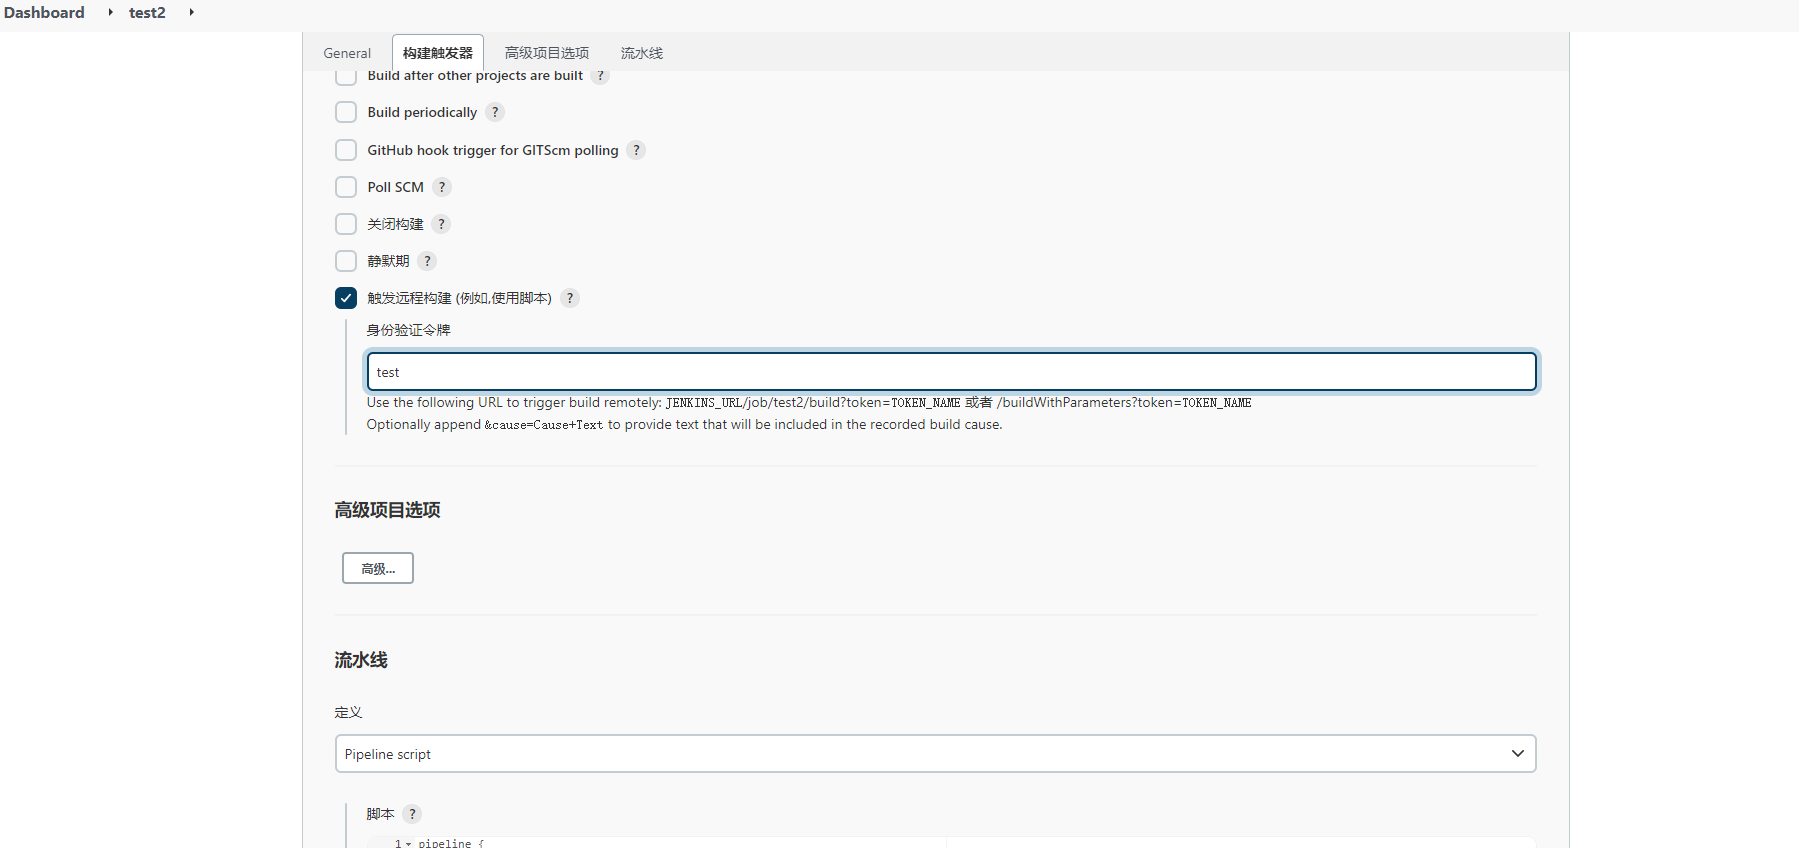 Dashboard test2
General 构建触发器 高级项目选项 流水线
Build after other projects are built ?
Build periodically ?
GitHub hook trigger for GITScm polling ?
Poll SCM ?
关闭构建 ?
静默期 ?
触发远程构建 (例如,使用脚本) ?
身份验证令牌
test
Use the following URL to trigger build remotely: JENKINS_URL/job/test2/build?token=TOKEN_NAME 或者 /buildWithParameters?token=TOKEN_NAME
Optionally append &cause=Cause+Text to provide text that will be included in the recorded build cause.
高级项目选项
高级...
流水线
定义
Pipeline script
脚本 ?
1 pipeline {